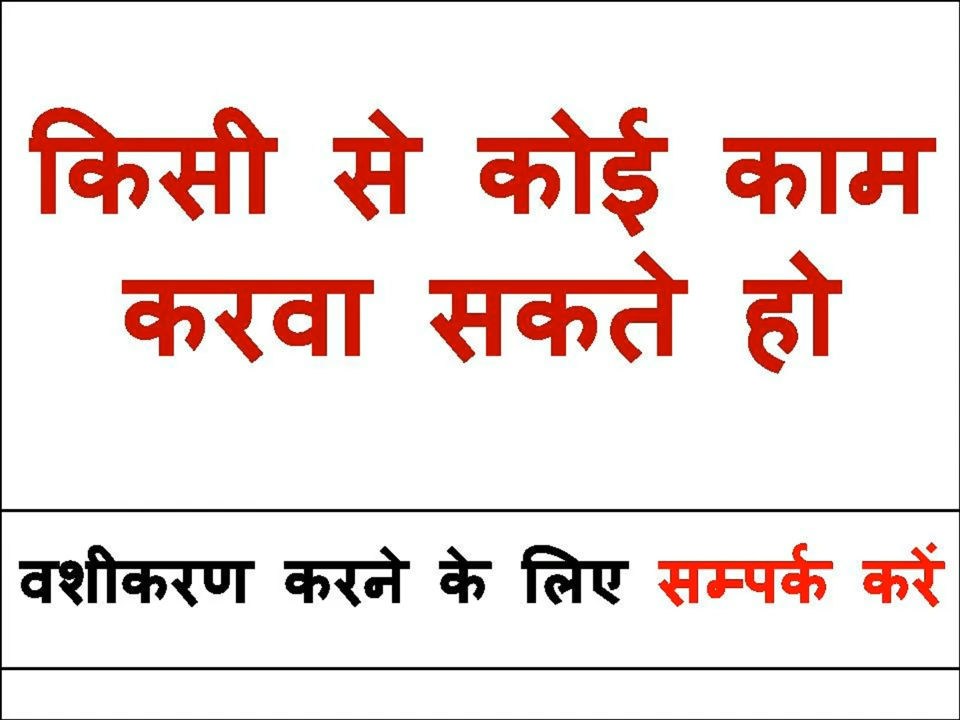 किसी से कोई काम
करवा सकते हो
वशीकरण करने के लिए सम्पर्क करें